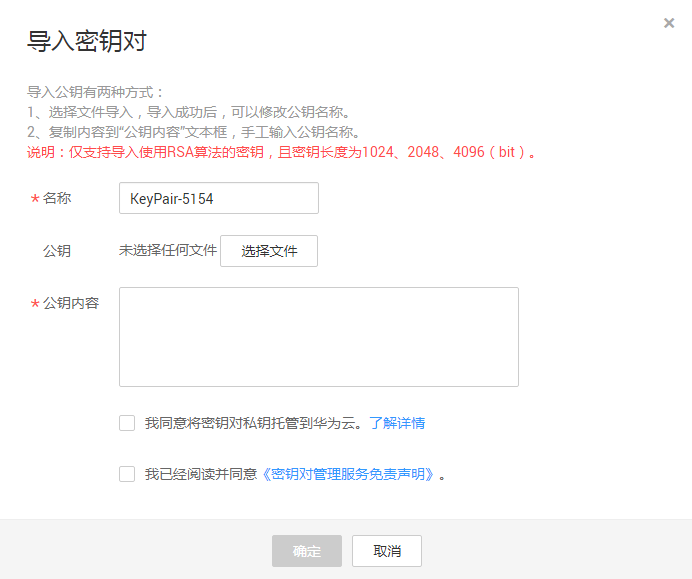 导入密钥对
导入公钥有两种方式：
1、选择文件导入，导入成功后，可以修改公钥名称。
2、复制内容到“公钥内容”文本框，手工输入公钥名称。
说明：仅支持导入使用RSA算法的密钥，且密钥长度为1024、2048、4096（bit）。
* 名称 KeyPair-5154
公钥 未选择任何文件 选择文件
* 公钥内容
我同意将密钥对私钥托管到华为云。了解详情
我已经阅读并同意《密钥对管理服务免责声明》。
确定 取消